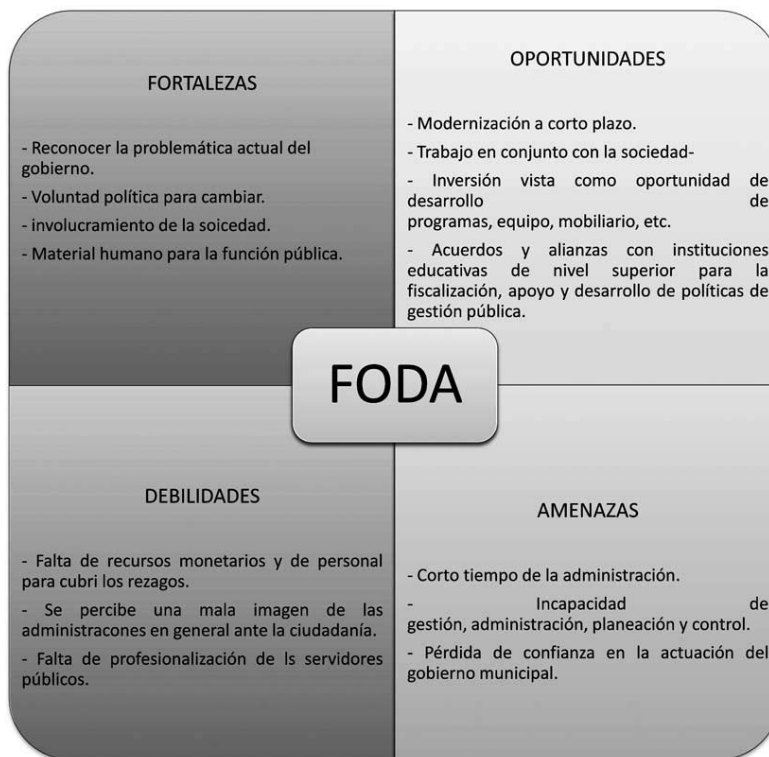 FORTALEZAS
- Reconocer la problemática actual del
gobierno.
- Voluntad política para cambiar.
- involucramiento de la soicedad.
- Material humano para la función pública.
OPORTUNIDADES
- Modernización a corto plazo.
- Trabajo en conjunto con la sociedad-
- Inversión vista como oportunidad de
desarrollo de
programas, equipo, mobiliario, etc.
- Acuerdos y alianzas con instituciones
educativas de nivel superior para la
fiscalización, apoyo y desarrollo de políticas de
gestión pública.
FODA
DEBILIDADES
- Falta de recursos monetarios y de personal
para cubri los rezagos.
- Se percibe una mala imagen de las
administracones en general ante la ciudadanía.
- Falta de profesionalización de ls servidores
públicos.
AMENAZAS
- Corto tiempo de la administración.
- Incapacidad de
gestión, administración, planeación y control.
- Pérdida de confianza en la actuación del
gobierno municipal.